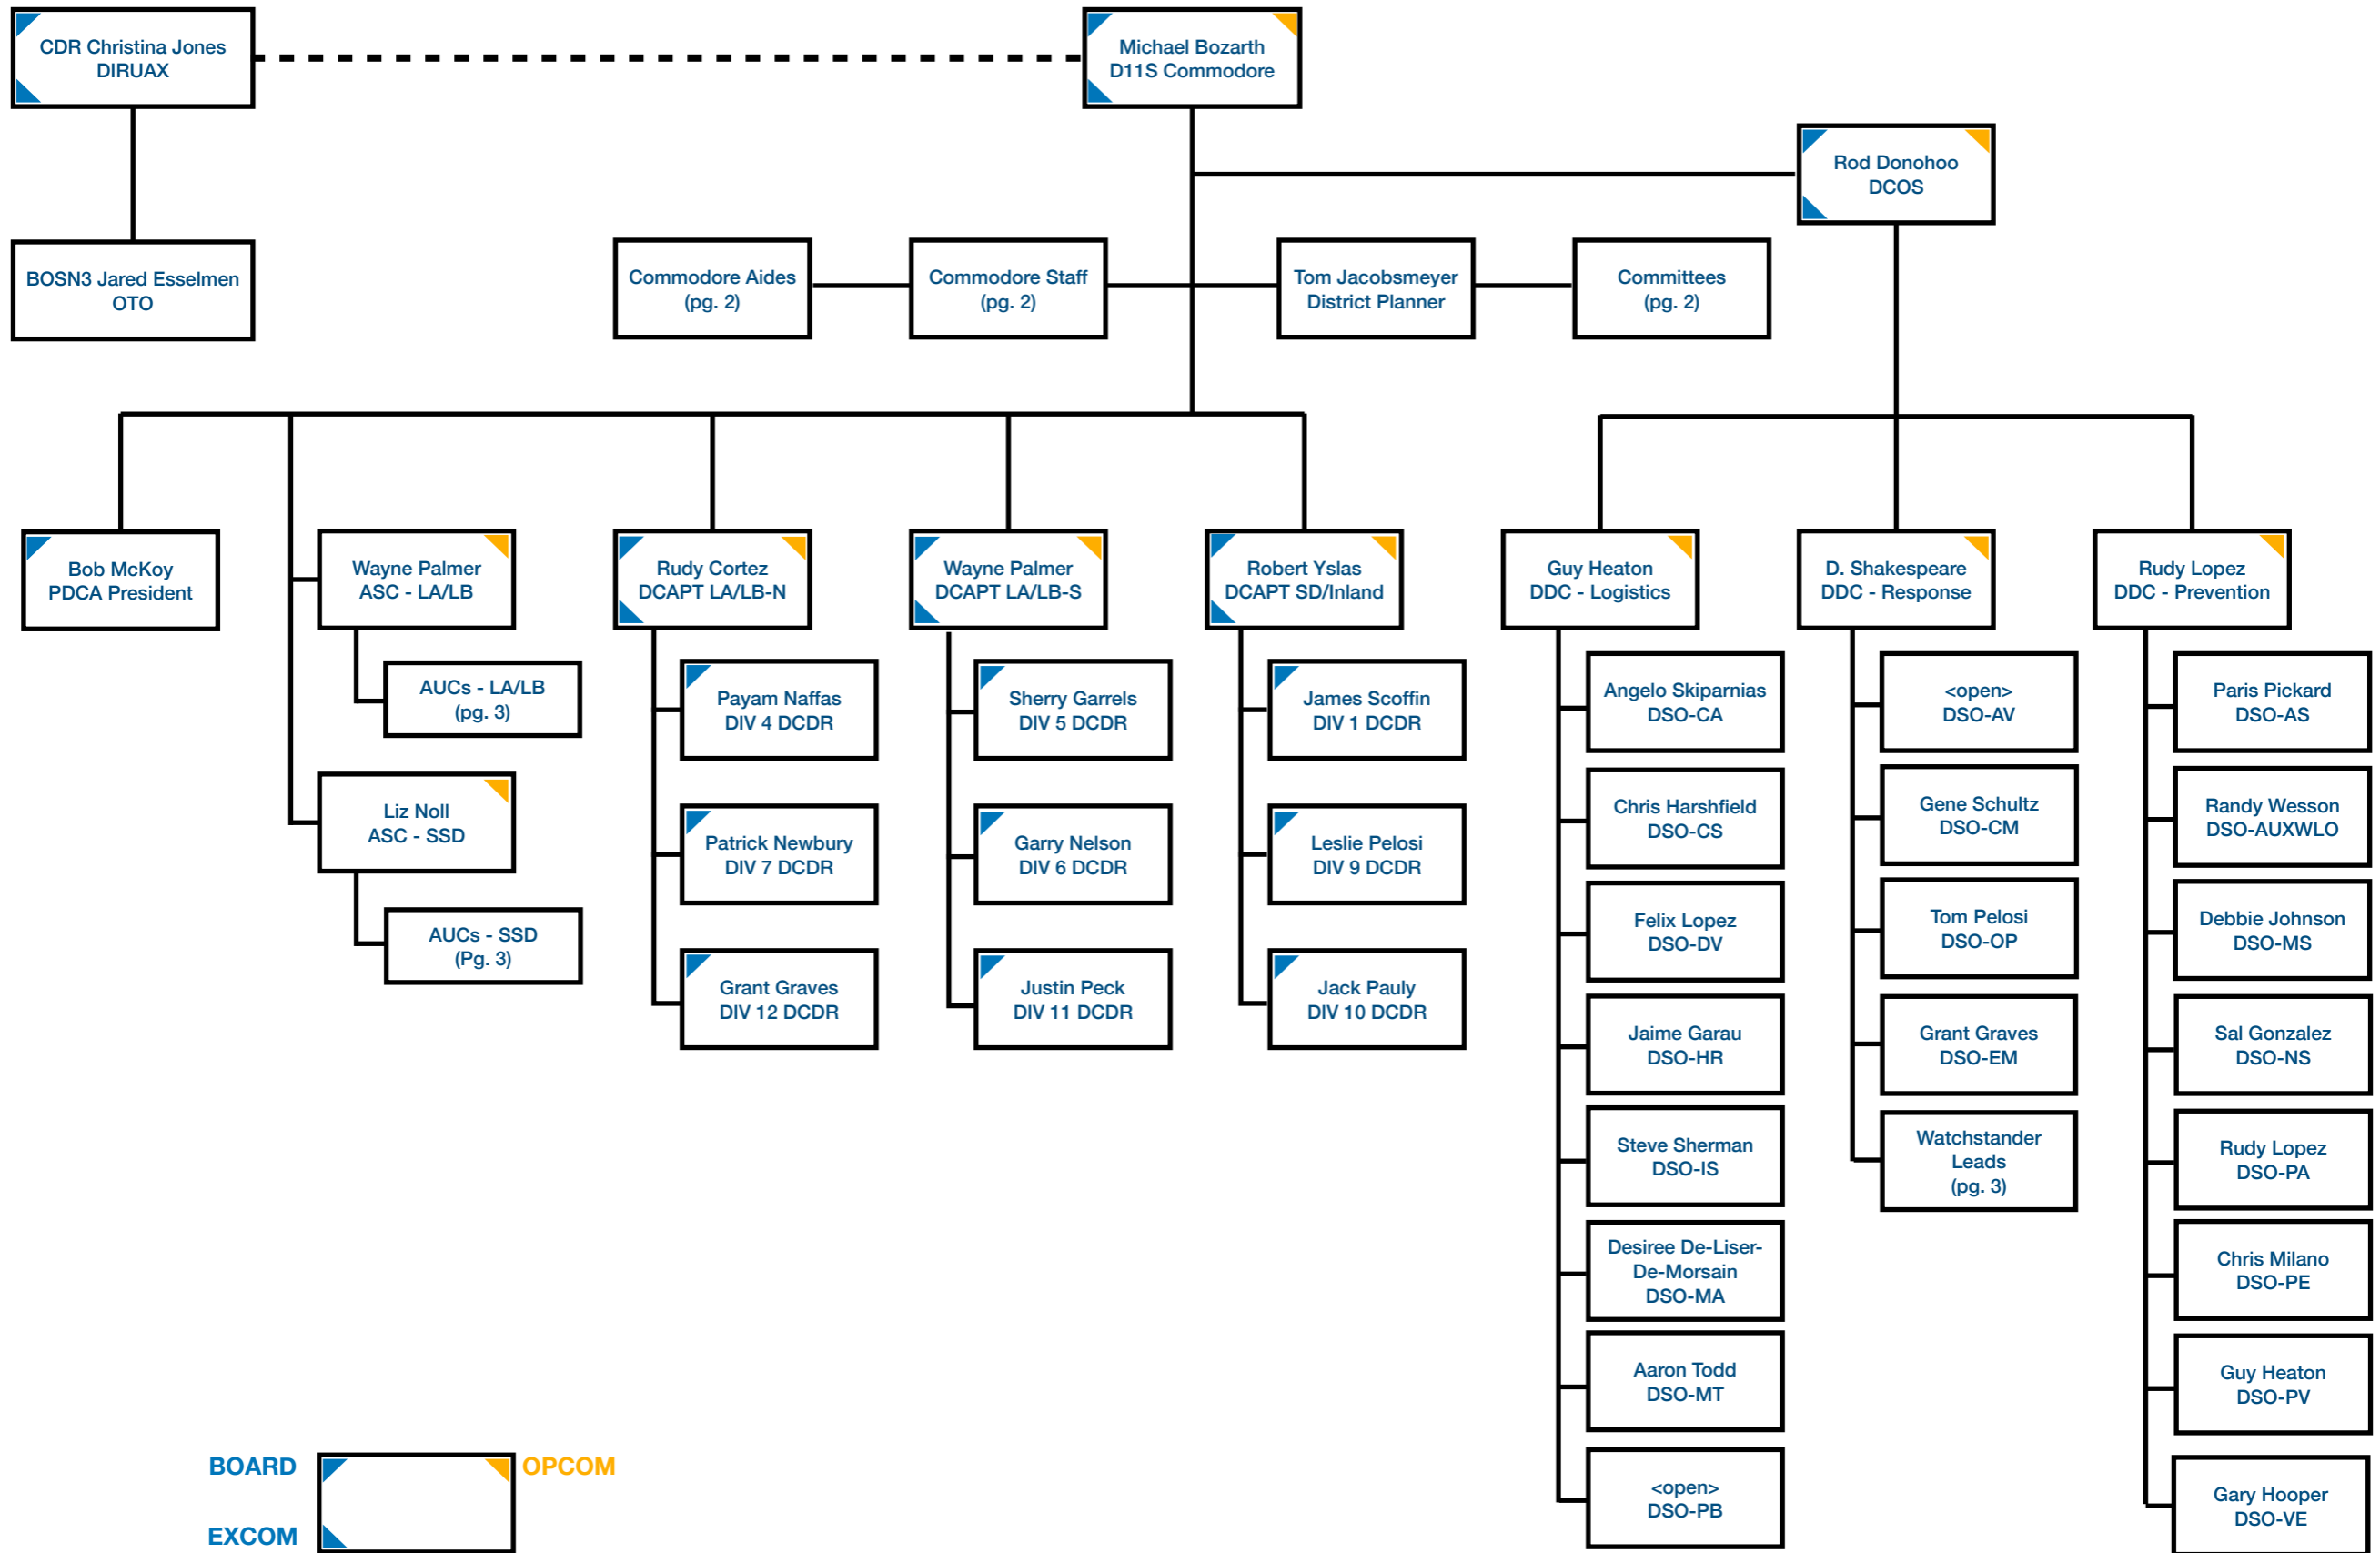 CDR Christina Jones
DIRUAX
Michael Bozarth
D11S Commodore
Rod Donohoo
DCOS
BOSN3 Jared Esselmen
OTO
Commodore Aides
(pg. 2)
Commodore Staff
(pg. 2)
Tom Jacobsmeyer
District Planner
Committees
(pg. 2)
Bob McKoy
PDCA President
Wayne Palmer
ASC - LA/LB
AUCs - LA/LB
(pg. 3)
Liz Noll
ASC - SSD
AUCs - SSD
(Pg. 3)
Rudy Cortez
DCAPT LA/LB-N
Payam Naffas
DIV 4 DCDR
Patrick Newbury
DIV 7 DCDR
Grant Graves
DIV 12 DCDR
Wayne Palmer
DCAPT LA/LB-S
Sherry Garrels
DIV 5 DCDR
Garry Nelson
DIV 6 DCDR
Justin Peck
DIV 11 DCDR
Robert Yslas
DCAPT SD/Inland
James Scoffin
DIV 1 DCDR
Leslie Pelosi
DIV 9 DCDR
Jack Pauly
DIV 10 DCDR
Guy Heaton
DDC - Logistics
Angelo Skiparnias
DSO-CA
Chris Harshfield
DSO-CS
Felix Lopez
DSO-DV
Jaime Garau
DSO-HR
Steve Sherman
DSO-IS
Desiree De-Liser-
De-Morsain
DSO-MA
Aaron Todd
DSO-MT
<open>
DSO-PB
D. Shakespeare
DDC - Response
<open>
DSO-AV
Gene Schultz
DSO-CM
Tom Pelosi
DSO-OP
Grant Graves
DSO-EM
Watchstander
Leads
(pg. 3)
Rudy Lopez
DDC - Prevention
Paris Pickard
DSO-AS
Randy Wesson
DSO-AUXWLO
Debbie Johnson
DSO-MS
Sal Gonzalez
DSO-NS
Rudy Lopez
DSO-PA
Chris Milano
DSO-PE
Guy Heaton
DSO-PV
Gary Hooper
DSO-VE
BOARD
OPCOM
EXCOM